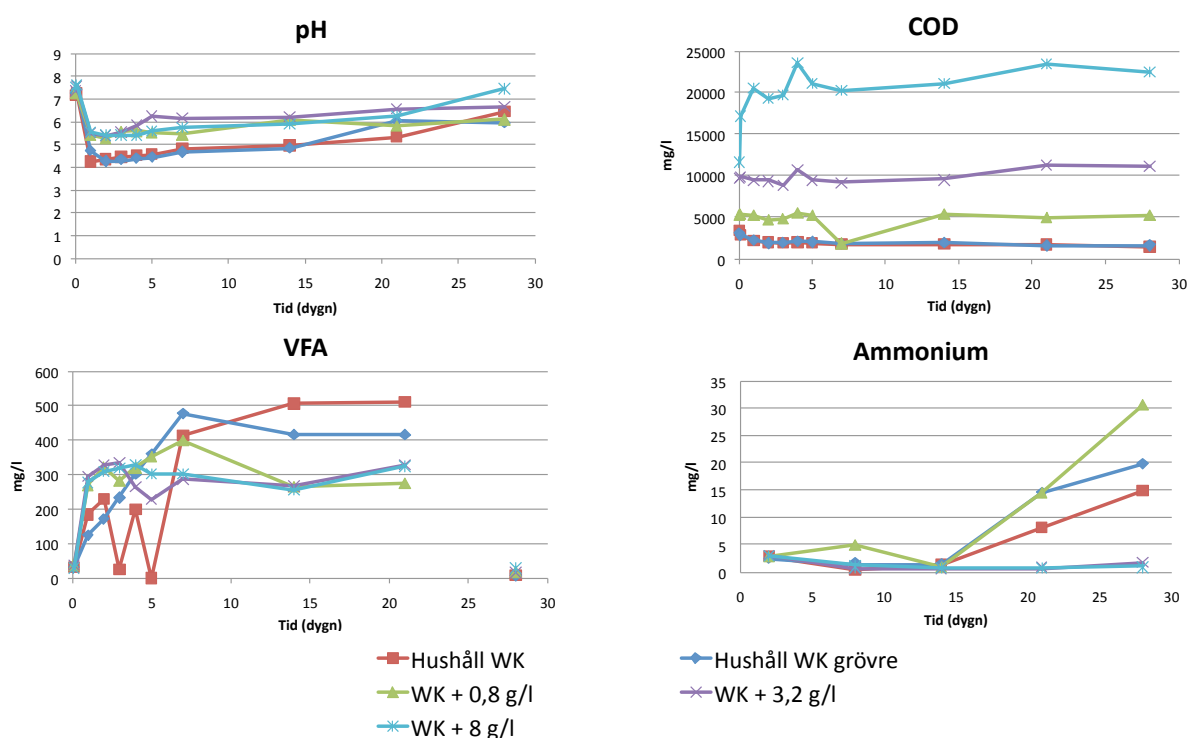 pH
9
8
7
6
5
4
3
2
1
0
0 5 10 15 20 25 30
Tid (dygn)
COD
mg/l
25000
20000
15000
10000
5000
0
0 5 10 15 20 25 30
Tid (dygn)
VFA
mg/l
600
500
400
300
200
100
0
0 5 10 15 20 25 30
Tid (dygn)
Ammonium
mg/l
35
30
25
20
15
10
5
0
0 5 10 15 20 25 30
Tid (dygn)
Hushåll WK
Hushåll WK grövre
WK + 0,8 g/l
WK + 3,2 g/l
WK + 8 g/l